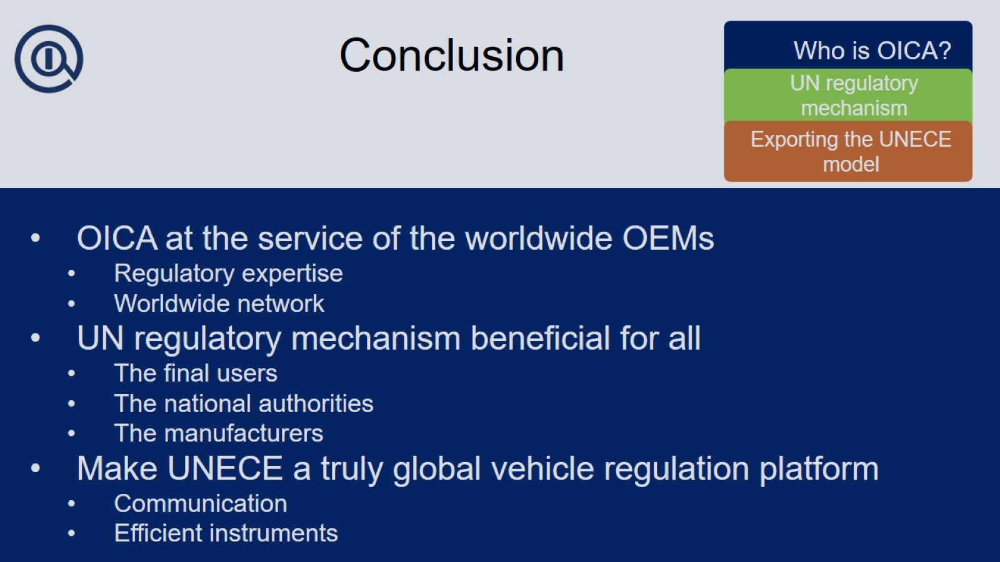 Conclusion
Who is OICA?
UN regulatory
mechanism
Exporting the UNECE
model
• OICA at the service of the worldwide OEMs
• Regulatory expertise
• Worldwide network
• UN regulatory mechanism beneficial for all
• The final users
• The national authorities
• The manufacturers
• Make UNECE a truly global vehicle regulation platform
• Communication
• Efficient instruments